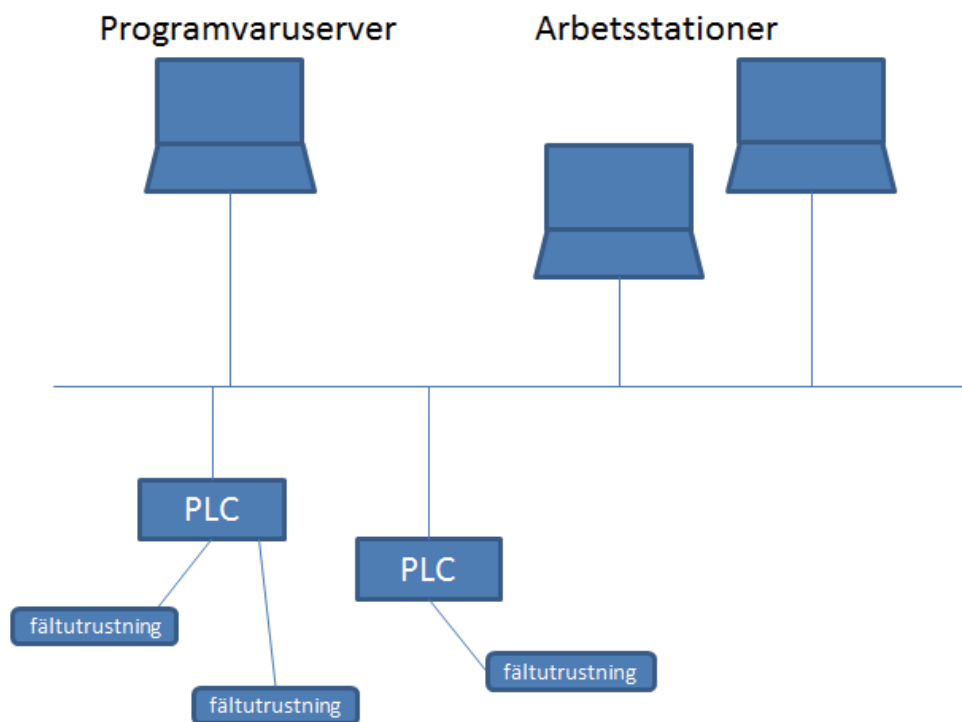 Programvaruserver
Arbetsstationer
PLC
PLC
fältutrustning
fältutrustning
fältutrustning